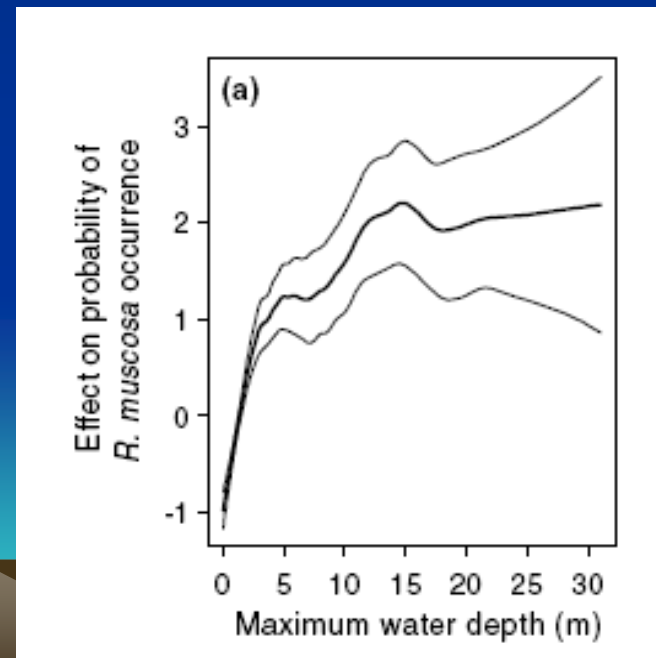 (a)
Effect on probability of
R. muscosa occurrence
3
2
1
0
-1
0 5 10 15 20 25 30
Maximum water depth (m)